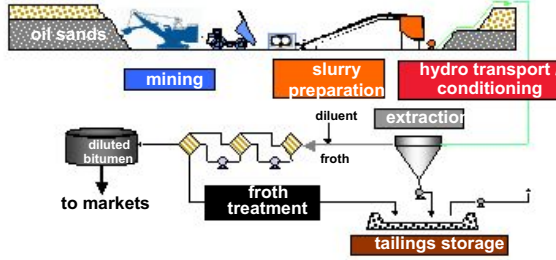 oil sands
mining
slurry
preparation
hydro transport
conditioning
extraction
diluent
froth
diluted
bitumen
to markets
froth
treatment
tailings storage